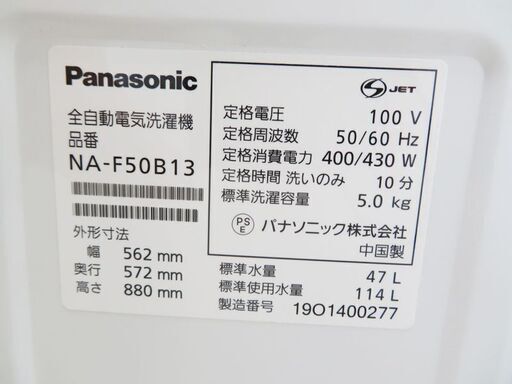 Panasonic
全自動電気洗濯機
品番
NA-F50B13
外形寸法
幅 562 mm
奥行 572 mm
高さ 880 mm
S JET
定格電圧 100 V
定格周波数 50/60 Hz
定格消費電力 400/430 W
定格時間 洗いのみ 10 分
標準洗濯容量 5.0 kg
PS E パナソニック株式会社
中国製
標準水量 47 L
標準使用水量 114 L
製造番号 19O1400277